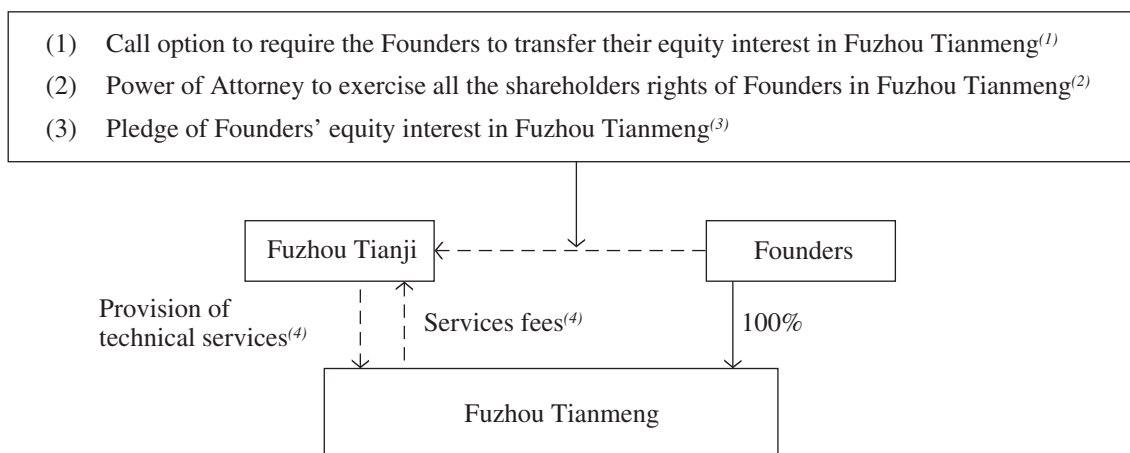 (1) Call option to require the Founders to transfer their equity interest in Fuzhou Tianmeng(1)
(2) Power of Attorney to exercise all the shareholders rights of Founders in Fuzhou Tianmeng(2)
(3) Pledge of Founders’ equity interest in Fuzhou Tianmeng(3)
Fuzhou Tianji
Founders
Provision of
technical services(4)
Services fees(4)
100%
Fuzhou Tianmeng